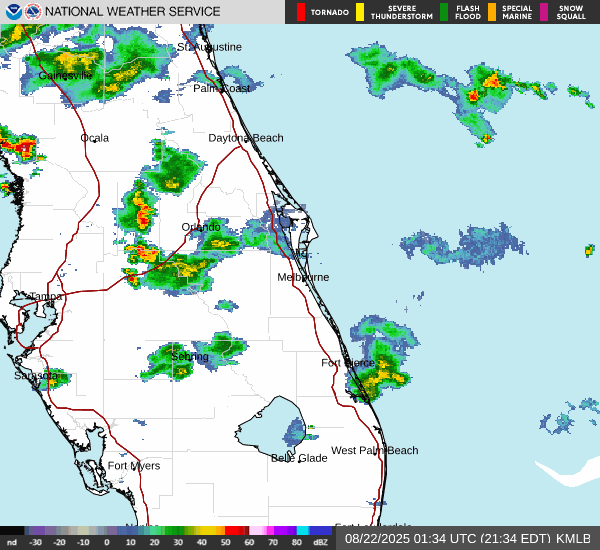 NATIONAL WEATHER SERVICE
TORNADO
SEVERE
THUNDERSTORM
FLASH
FLOOD
SPECIAL
MARINE
SNOW
SQUALL
St. Augustine
Gainesville
Palm Coast
Ocala
Daytona Beach
Orlando
Melbourne
Tampa
Sebring
Fort Pierce
Sarasota
West Palm Beach
Belle Glade
Fort Myers
nd -30 -20 -10 0 10 20 30 40 50 60 70 80 dBZ
08/22/2025 01:34 UTC (21:34 EDT) KMLB